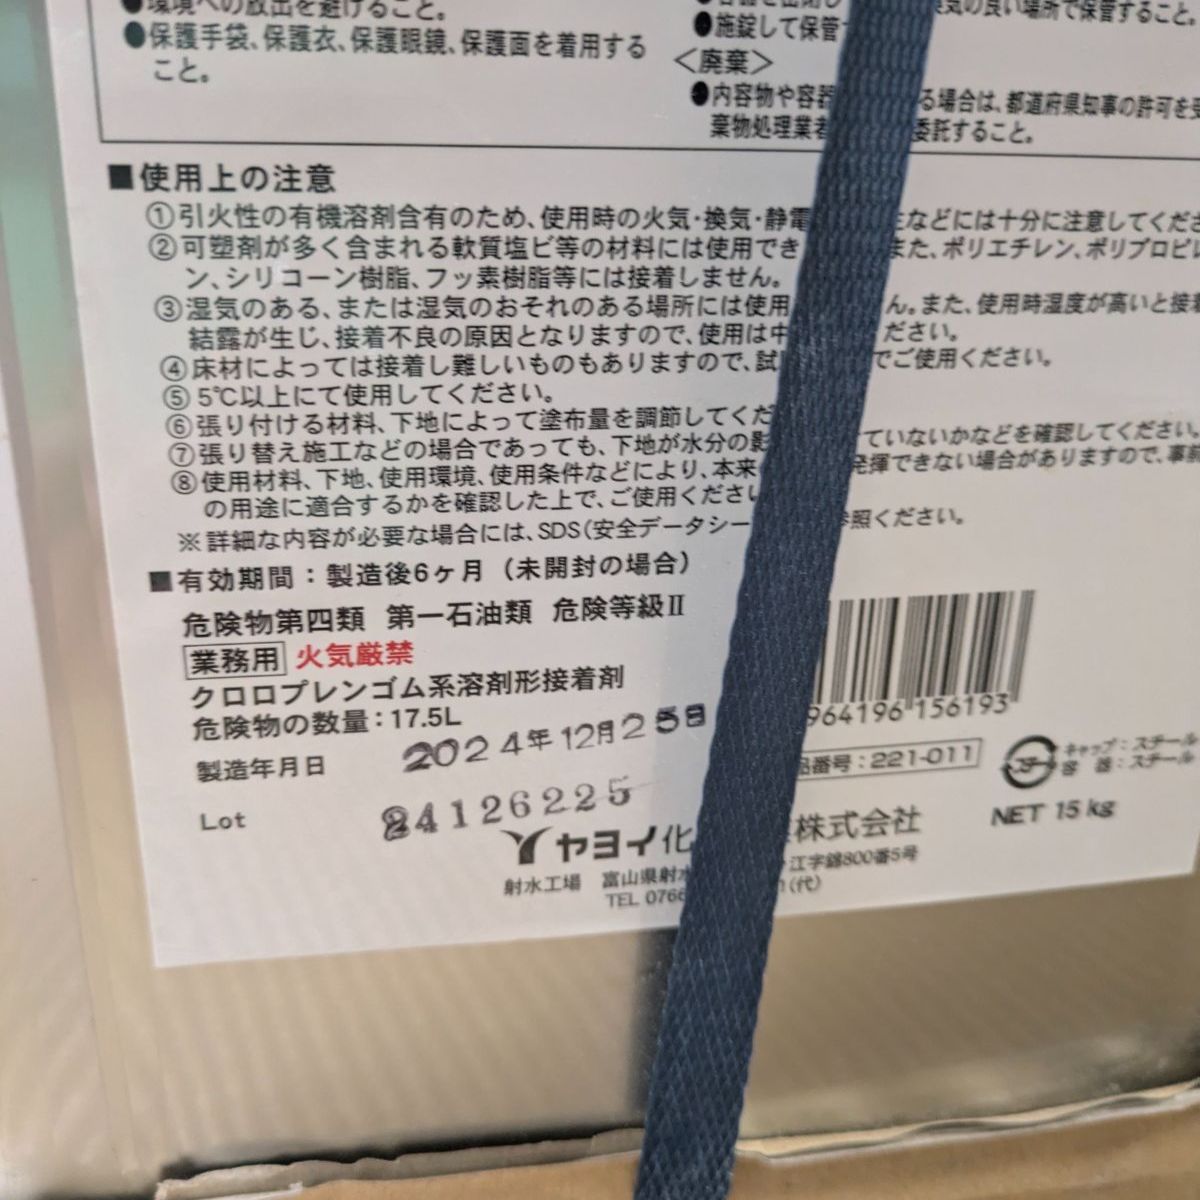 ●環境への放出を避けること。
●保護手袋、保護衣、保護眼鏡、保護面を着用する
こと。
気の良い場所で保管すること。
●施錠して保管
<廃棄>
●内容物や容器 る場合は、都道府県知事の許可を受
棄物処理業者 委託すること。
■使用上の注意
①引火性の有機溶剤含有のため、使用時の火気・換気・静電 などには十分に注意してくださ
②可塑剤が多く含まれる軟質塩ビ等の材料には使用でき また、ポリエチレン、ポリプロピレ
ン、シリコーン樹脂、フッ素樹脂等には接着しません。
③湿気のある、または湿気のおそれのある場所には使用 ん。また、使用時湿度が高いと接着
結露が生じ、接着不良の原因となりますので、使用は中 ださい。
④床材によっては接着し難しいものもありますので、試 でご使用ください。
⑤5℃以上にて使用してください。
⑥張り付ける材料、下地によって塗布量を調節してくだ
⑦張り替え施工などの場合であっても、下地が水分の影 けていないかなどを確認してください。
⑧使用材料、下地、使用環境、使用条件などにより、本来 発揮できない場合がありますので、事前
の用途に適合するかを確認した上で、ご使用くださ
※詳細な内容が必要な場合には、SDS(安全データシー 参照ください。
■有効期間：製造後6ヶ月（未開封の場合）
危険物第四類 第一石油類 危険等級Ⅱ
業務用 火気厳禁
クロロプレンゴム系溶剤形接着剤
危険物の数量：17.5L
964196 156193
製造年月日 2024年12月25日
品番号：221-011
キャップ：スチール
容器：スチール
Lot 24126225
NET 15kg
ヤヨイ化 株式会社
射水工場 富山県射水 江字錦800番5号
TEL 0766 1(代)